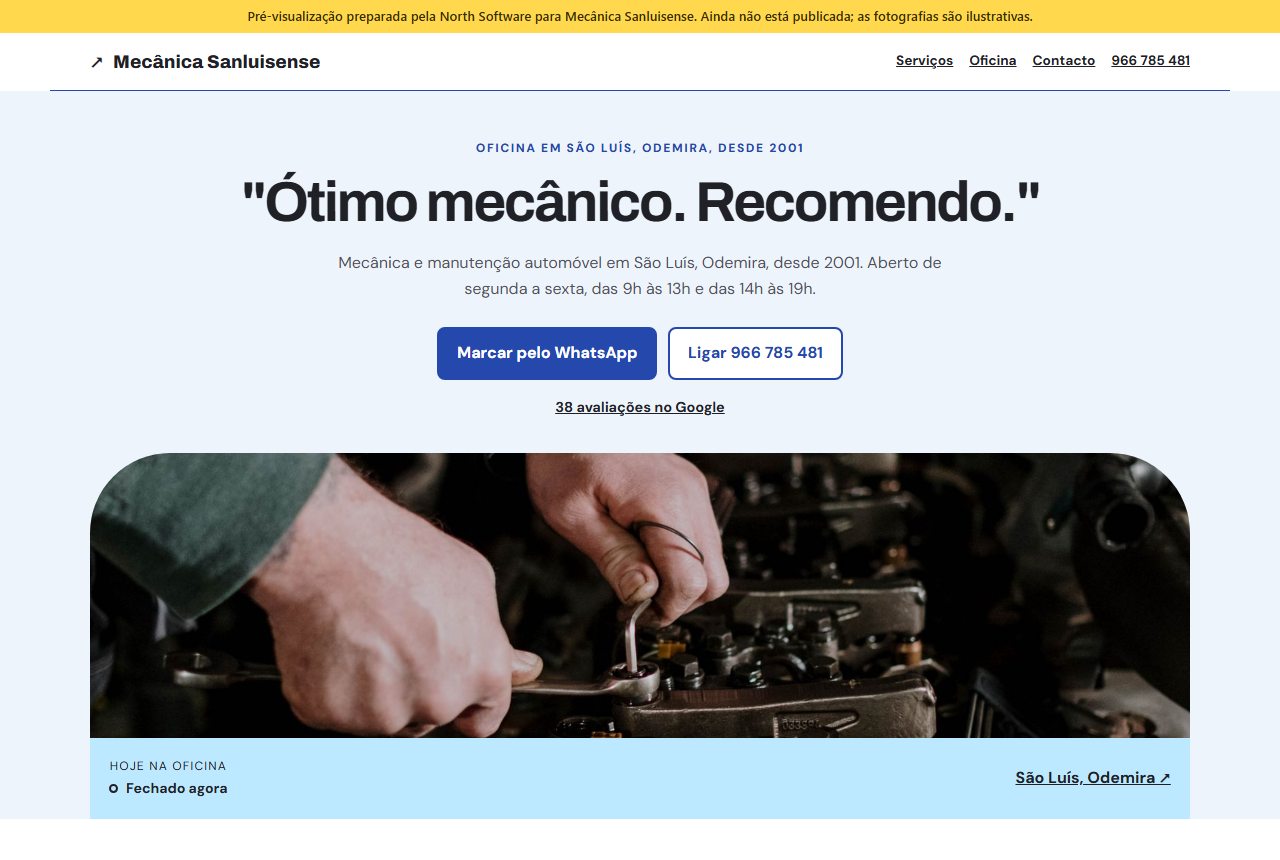 Pré-visualização preparada pela North Software para Mecânica Sanluisense. Ainda não está publicada; as fotografias são ilustrativas.
↗ Mecânica Sanluisense
Serviços Oficina Contacto 966 785 481
OFICINA EM SÃO LUÍS, ODEMIRA, DESDE 2001
"Ótimo mecânico. Recomendo."
Mecânica e manutenção automóvel em São Luís, Odemira, desde 2001. Aberto de
segunda a sexta, das 9h às 13h e das 14h às 19h.
Marcar pelo WhatsApp
Ligar 966 785 481
38 avaliações no Google
HOJE NA OFICINA
Fechado agora
São Luís, Odemira ↗